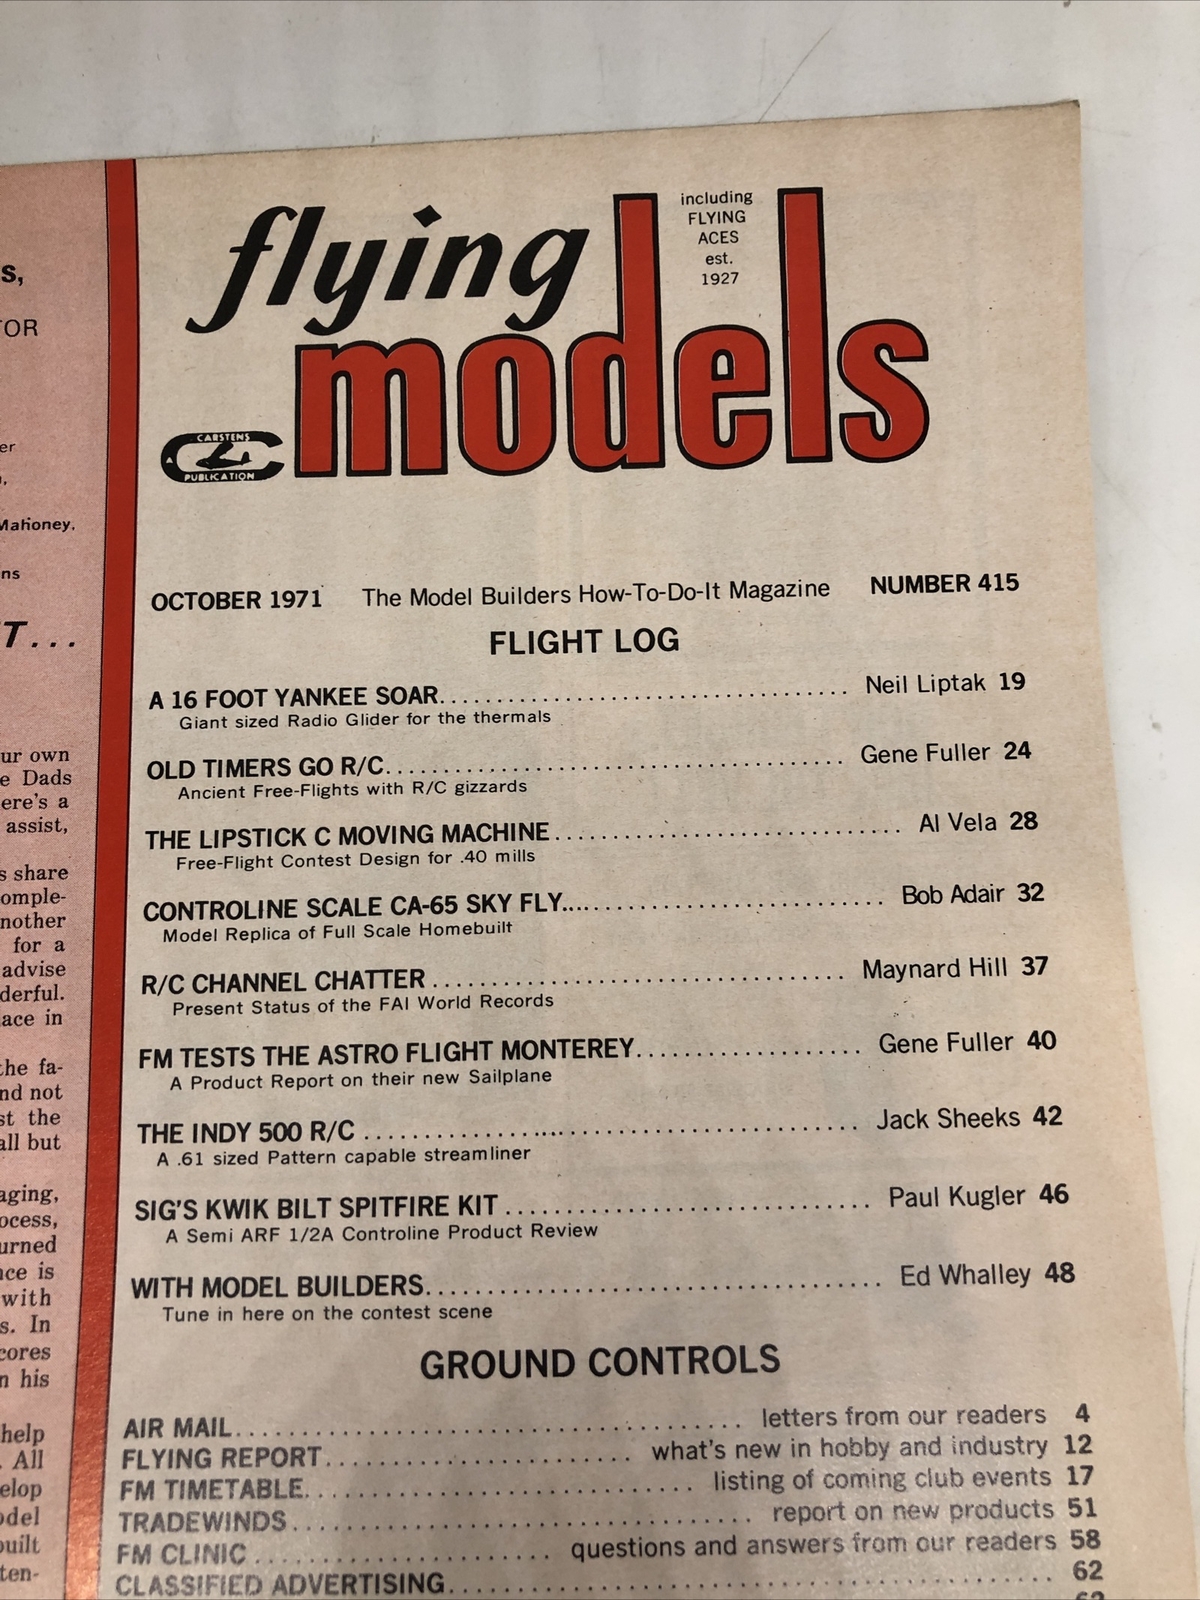 s,
TOR
er
Mahoney.
ns
T...
ur own
e Dads
ere's a
assist,
s share
omple-
nother
for a
advise
derful.
ace in
the fa-
nd not
st the
all but
aging,
ocess,
urned
nce is
with
s. In
cores
n his
help
. All
elop
odel
built
ten-
flying
models
including
FLYING
ACES
est.
1927
CARSTENS
A
PUBLICATION
OCTOBER 1971 The Model Builders How-To-Do-It Magazine NUMBER 415
FLIGHT LOG
A 16 FOOT YANKEE SOAR........................................ Neil Liptak 19
Giant sized Radio Glider for the thermals
OLD TIMERS GO R/C............................................. Gene Fuller 24
Ancient Free-Flights with R/C gizzards
THE LIPSTICK C MOVING MACHINE.................................. Al Vela 28
Free-Flight Contest Design for .40 mills
CONTROLINE SCALE CA-65 SKY FLY................................ Bob Adair 32
Model Replica of Full Scale Homebuilt
R/C CHANNEL CHATTER........................................ Maynard Hill 37
Present Status of the FAI World Records
FM TESTS THE ASTRO FLIGHT MONTEREY.................... Gene Fuller 40
A Product Report on their new Sailplane
THE INDY 500 R/C............................................... Jack Sheeks 42
A .61 sized Pattern capable streamliner
SIG'S KWIK BILT SPITFIRE KIT................................... Paul Kugler 46
A Semi ARF 1/2A Controline Product Review
WITH MODEL BUILDERS.......................................... Ed Whalley 48
Tune in here on the contest scene
GROUND CONTROLS
AIR MAIL.................................................. letters from our readers 4
FLYING REPORT............................. what's new in hobby and industry 12
FM TIMETABLE..................................... listing of coming club events 17
TRADEWINDS............................................ report on new products 51
FM CLINIC........................... questions and answers from our readers 58
CLASSIFIED ADVERTISING......................................................... 62